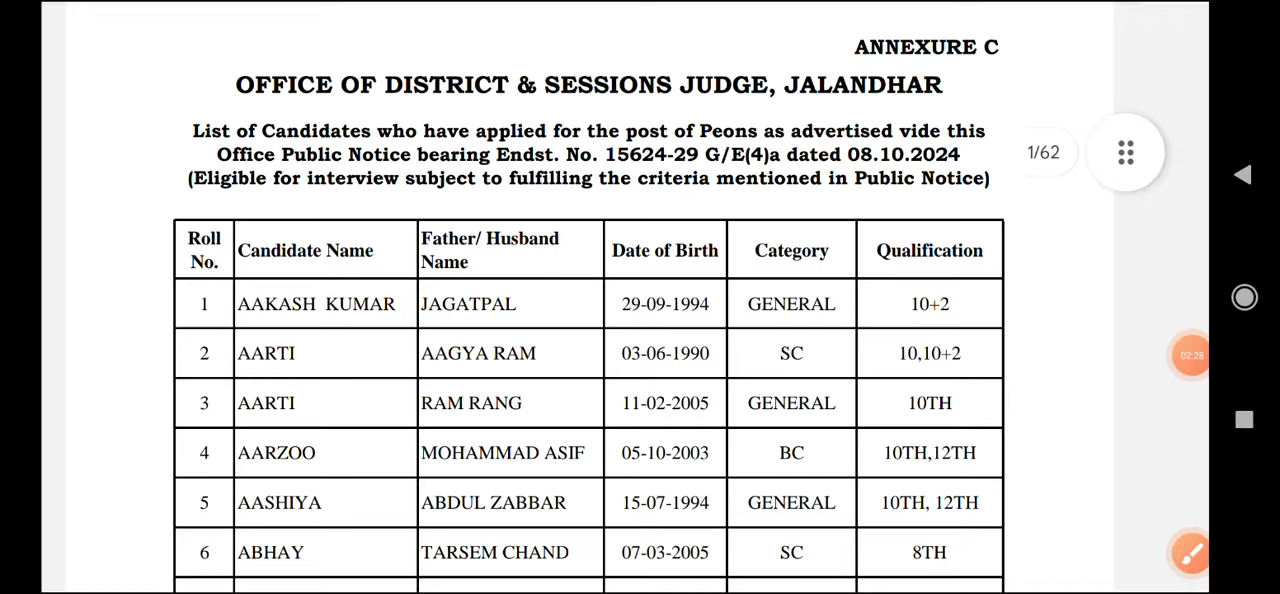 ANNEXURE C
OFFICE OF DISTRICT & SESSIONS JUDGE, JALANDHAR
List of Candidates who have applied for the post of Peons as advertised vide this
Office Public Notice bearing Endst. No. 15624-29 G/E(4)a dated 08.10.2024
(Eligible for interview subject to fulfilling the criteria mentioned in Public Notice)
1/62
Roll No. Candidate Name Father/ Husband Name Date of Birth Category Qualification
1 AAKASH KUMAR JAGATPAL 29-09-1994 GENERAL 10+2
2 AARTI AAGYA RAM 03-06-1990 SC 10,10+2
3 AARTI RAM RANG 11-02-2005 GENERAL 10TH
4 AARZOO MOHAMMAD ASIF 05-10-2003 BC 10TH,12TH
5 AASHIYA ABDUL ZABBAR 15-07-1994 GENERAL 10TH, 12TH
6 ABHAY TARSEM CHAND 07-03-2005 SC 8TH
02:28